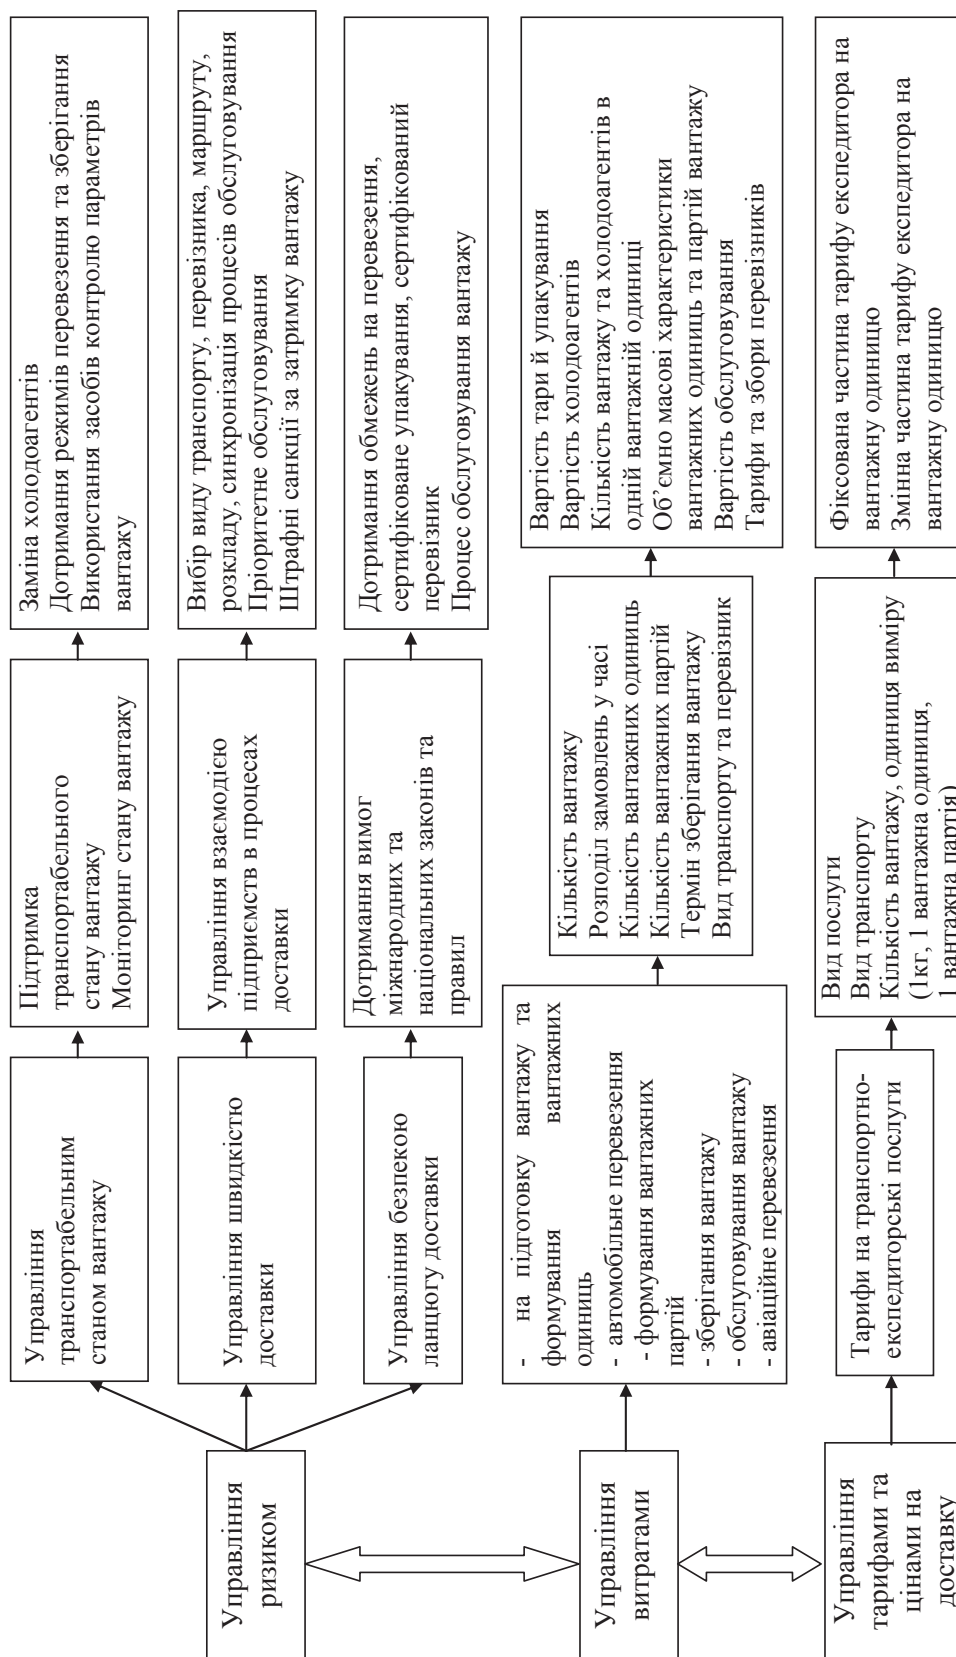 Управління
ризиком
Управління
витратами
Управління
тарифами та
цінами на
доставку
Управління
транспортабельним
станом вантажу
Управління швидкістю
доставки
Управління безпекою
ланцюгу доставки
- на підготовку вантажу та
формування вантажних
одиниць
- автомобільне перевезення
- формування вантажних
партій
- зберігання вантажу
- обслуговування вантажу
- авіаційне перевезення
Тарифи на транспортно-
експедиторські послуги
Підтримка
транспортабельного
стану вантажу
Моніторинг стану вантажу
Управління взаємодією
підприємств в процесах
доставки
Дотримання вимог
міжнародних та
національних законів та
правил
Кількість вантажу
Розподіл замовлень у часі
Кількість вантажних одиниць
Кількість вантажних партій
Термін зберігання вантажу
Вид транспорту та перевізник
Вид послуги
Вид транспорту
Кількість вантажу, одиниця виміру
(1кг, 1 вантажна одиниця,
1 вантажна партія)
Заміна холодоагентів
Дотримання режимів перевезення та зберігання
Використання засобів контролю параметрів
вантажу
Вибір виду транспорту, перевізника, маршруту,
розкладу, синхронізація процесів обслуговування
Пріоритетне обслуговування
Штрафні санкції за затримку вантажу
Дотримання обмежень на перевезення,
сертифіковане упакування, сертифікований
перевізник
Процес обслуговування вантажу
Вартість тари й упакування
Вартість холодоагентів
Кількість вантажу та холодоагентів в
одній вантажній одиниці
Об’ємно масові характеристики
вантажних одиниць та партій вантажу
Вартість обслуговування
Тарифи та збори перевізників
Фіксована частина тарифу експедитора на
вантажну одиницю
Змінна частина тарифу експедитора на
вантажну одиницю